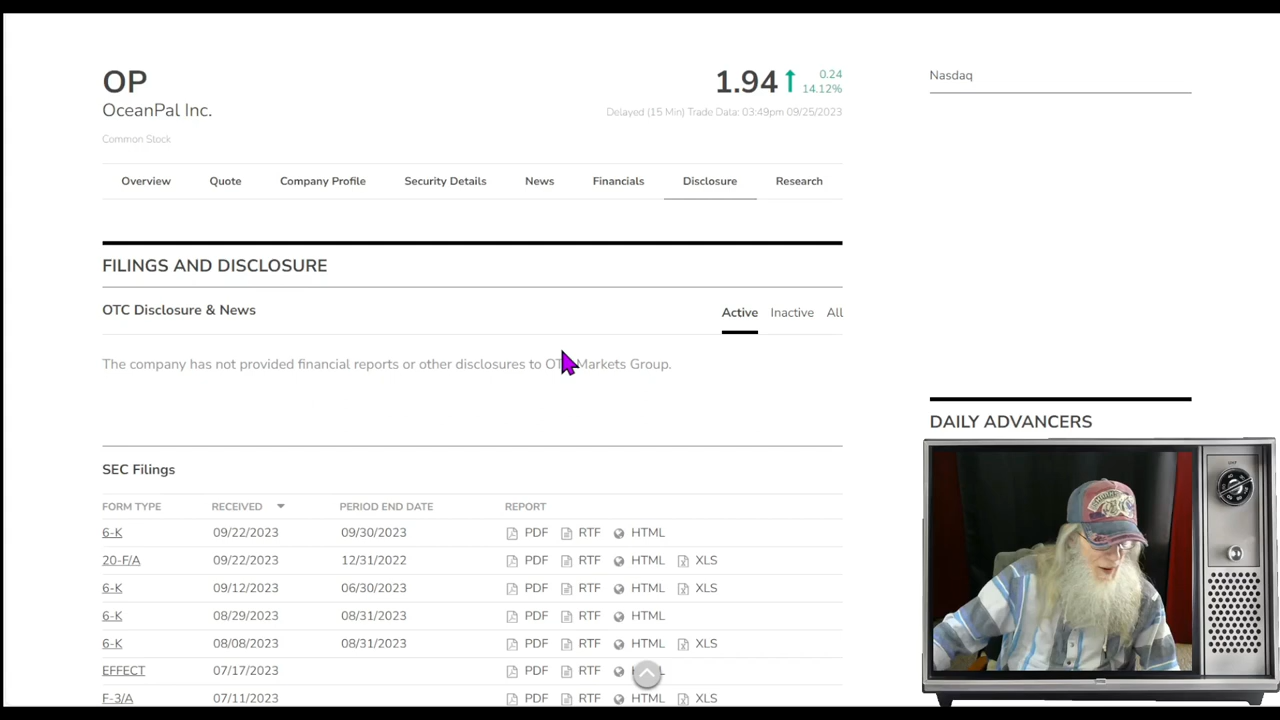 OP
OceanPal Inc.
Common Stock
1.94 0.24 14.12%
Delayed (15 Min) Trade Data: 03:49pm 09/25/2023
Nasdaq
Overview Quote Company Profile Security Details News Financials Disclosure Research
FILINGS AND DISCLOSURE
OTC Disclosure & News
Active Inactive All
The company has not provided financial reports or other disclosures to Markets Group.
SEC Filings
FORM TYPE RECEIVED PERIOD END DATE REPORT
6-K 09/22/2023 09/30/2023 PDF RTF HTML
20-F/A 09/22/2023 12/31/2022 PDF RTF HTML XLS
6-K 09/12/2023 06/30/2023 PDF RTF HTML XLS
6-K 08/29/2023 08/31/2023 PDF RTF HTML
6-K 08/08/2023 08/31/2023 PDF RTF HTML XLS
EFFECT 07/17/2023 PDF RTF
F-3/A 07/11/2023 PDF RTF HTML XLS
DAILY ADVANCERS